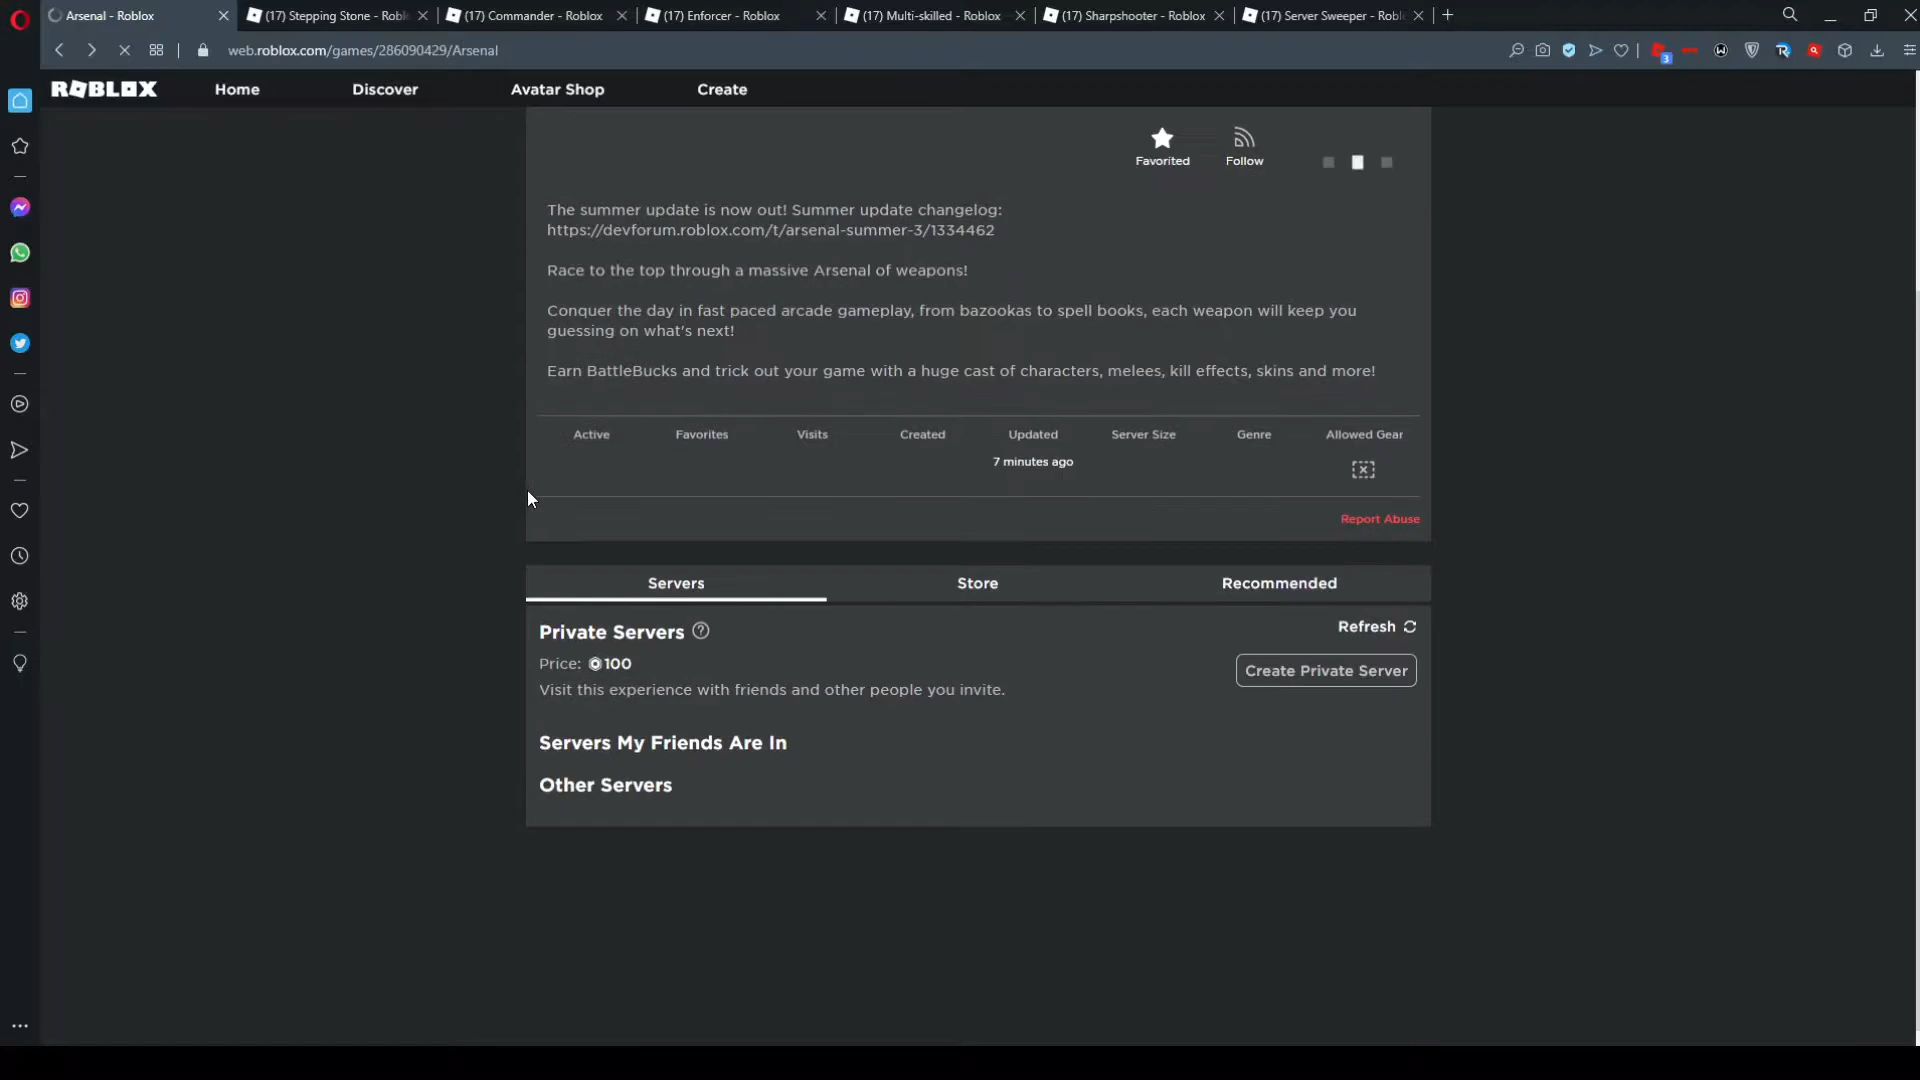 Arsenal - Roblox
(17) Stepping Stone - Robl
(17) Commander - Roblox
(17) Enforcer - Roblox
(17) Multi-skilled - Roblox
(17) Sharpshooter - Roblox
(17) Server Sweeper - Robl
web.roblox.com/games/286090429/Arsenal
3
ROBLOX
Home
Discover
Avatar Shop
Create
Favorited
Follow
The summer update is now out! Summer update changelog:
https://devforum.roblox.com/t/arsenal-summer-3/1334462
Race to the top through a massive Arsenal of weapons!
Conquer the day in fast paced arcade gameplay, from bazookas to spell books, each weapon will keep you
guessing on what's next!
Earn BattleBucks and trick out your game with a huge cast of characters, melees, kill effects, skins and more!
Active
Favorites
Visits
Created
Updated
Server Size
Genre
Allowed Gear
7 minutes ago
Report Abuse
Servers
Store
Recommended
Private Servers
Refresh
Price: 100
Create Private Server
Visit this experience with friends and other people you invite.
Servers My Friends Are In
Other Servers